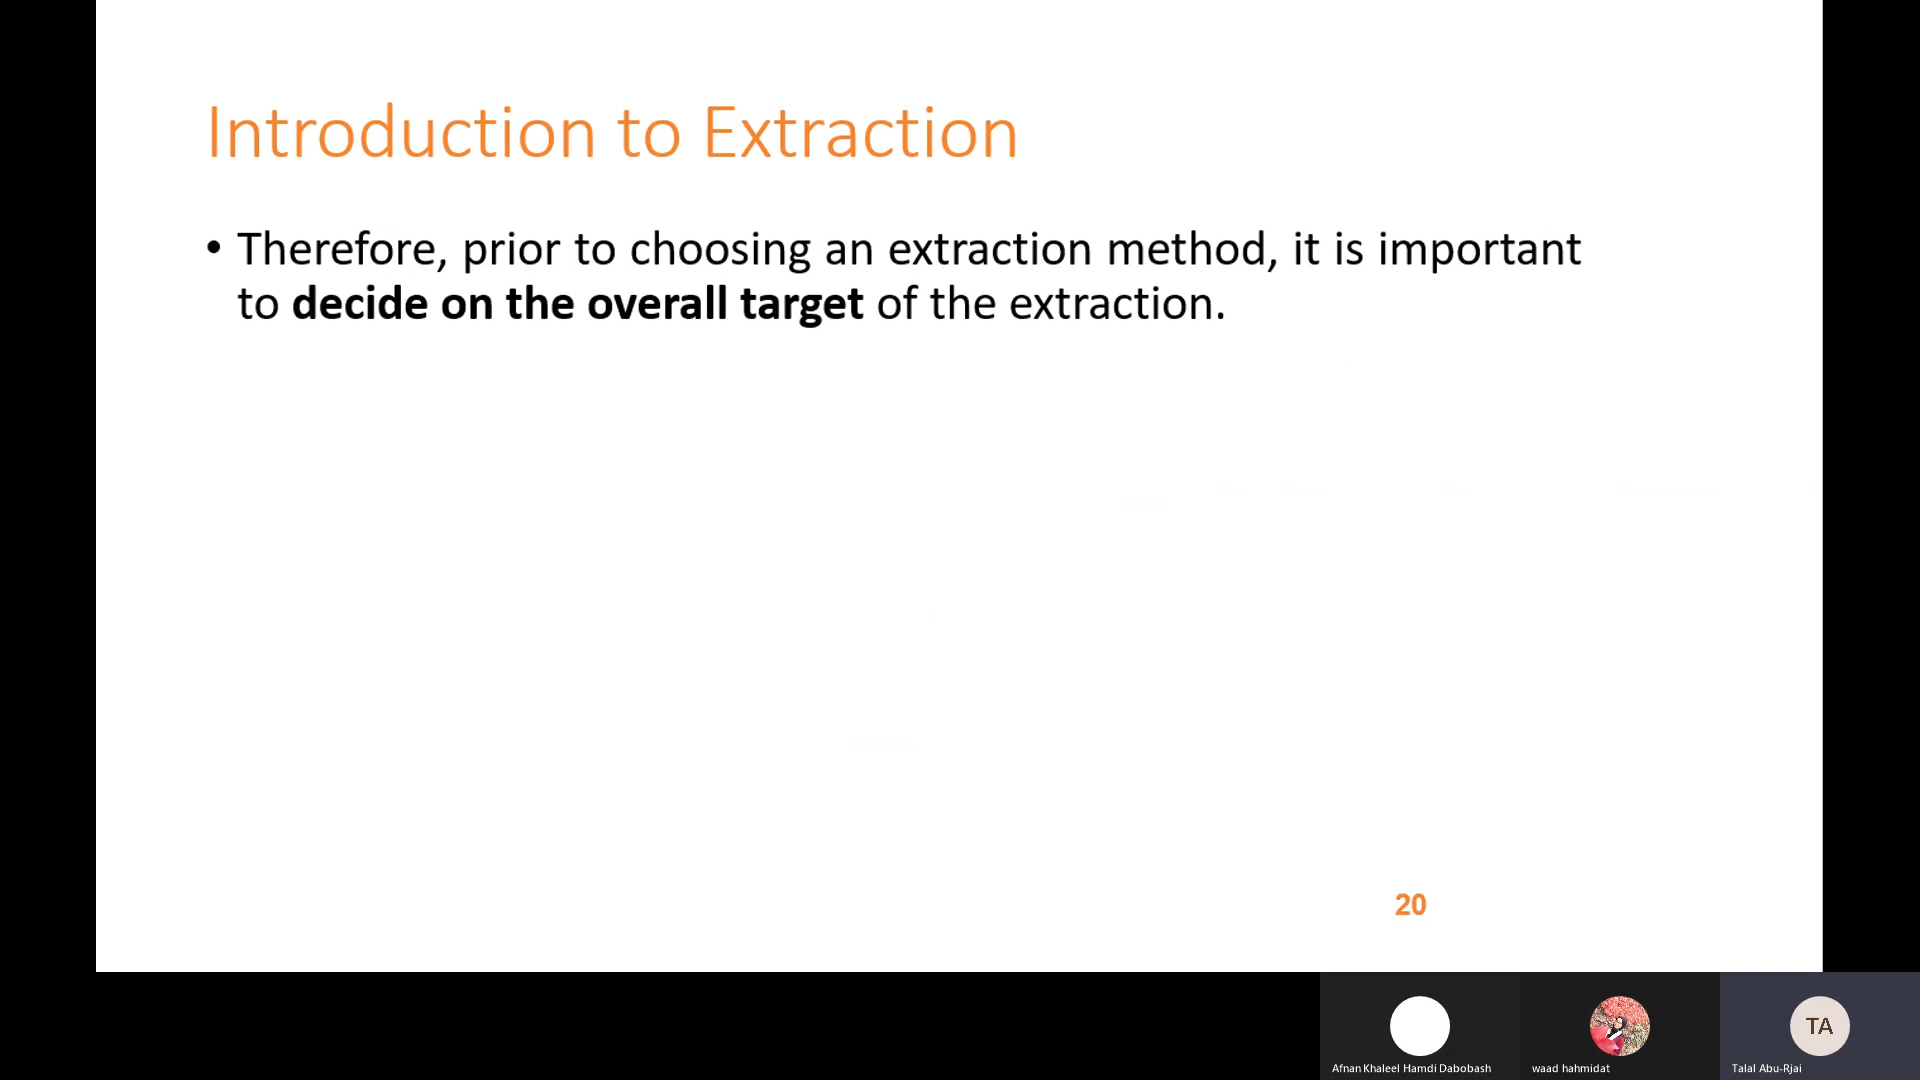 Introduction to Extraction
• Therefore, prior to choosing an extraction method, it is important
to decide on the overall target of the extraction.
20
TA
Afnan Khaleel Hamdi Dabobash
waad hahmidat
Talal Abu-Rjai